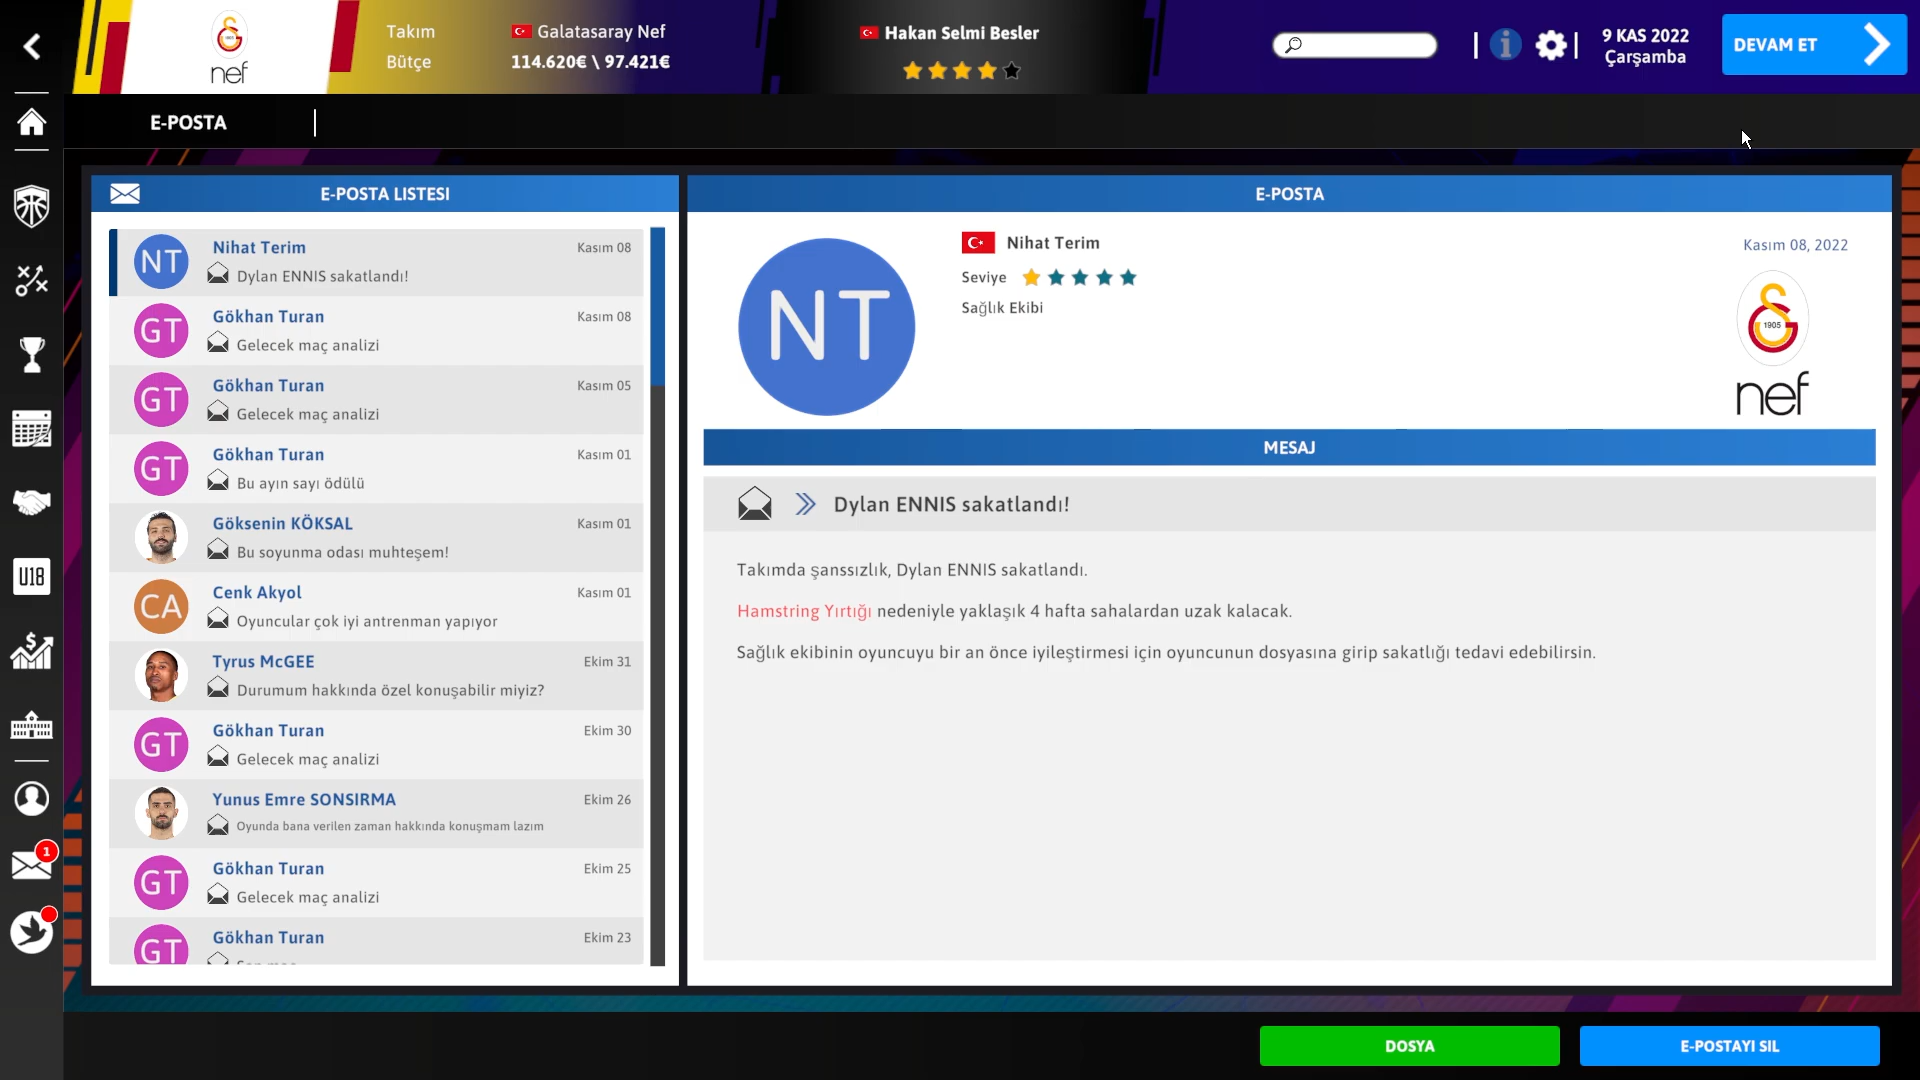 nef
Takım
Galatasaray Nef
Bütçe
114.620€ \ 97.421€
Hakan Selmi Besler
9 KAS 2022
Çarşamba
DEVAM ET
E-POSTA
E-POSTA LISTESI
NT
Nihat Terim
Kasım 08
Dylan ENNIS sakatlandı!
GT
Gökhan Turan
Kasım 08
Gelecek maç analizi
GT
Gökhan Turan
Kasım 05
Gelecek maç analizi
GT
Gökhan Turan
Kasım 01
Bu ayın sayı ödülü
Göksenin KÖKSAL
Kasım 01
Bu soyunma odası muhteşem!
CA
Cenk Akyol
Kasım 01
Oyuncular çok iyi antrenman yapıyor
Tyrus McGEE
Ekim 31
Durumum hakkında özel konuşabilir miyiz?
GT
Gökhan Turan
Ekim 30
Gelecek maç analizi
Yunus Emre SONSIRMA
Ekim 26
Oyunda bana verilen zaman hakkında konuşmam lazım
GT
Gökhan Turan
Ekim 25
Gelecek maç analizi
GT
Gökhan Turan
Ekim 23
U18
1
E-POSTA
NT
Nihat Terim
Seviye
Sağlık Ekibi
Kasım 08, 2022
1905
nef
MESAJ
Dylan ENNIS sakatlandı!
Takımda şanssızlık, Dylan ENNIS sakatlandı.
Hamstring Yırtığı nedeniyle yaklaşık 4 hafta sahalardan uzak kalacak.
Sağlık ekibinin oyuncuyu bir an önce iyileştirmesi için oyuncunun dosyasına girip sakatlığı tedavi edebilirsin.
DOSYA
E-POSTAYI SIL